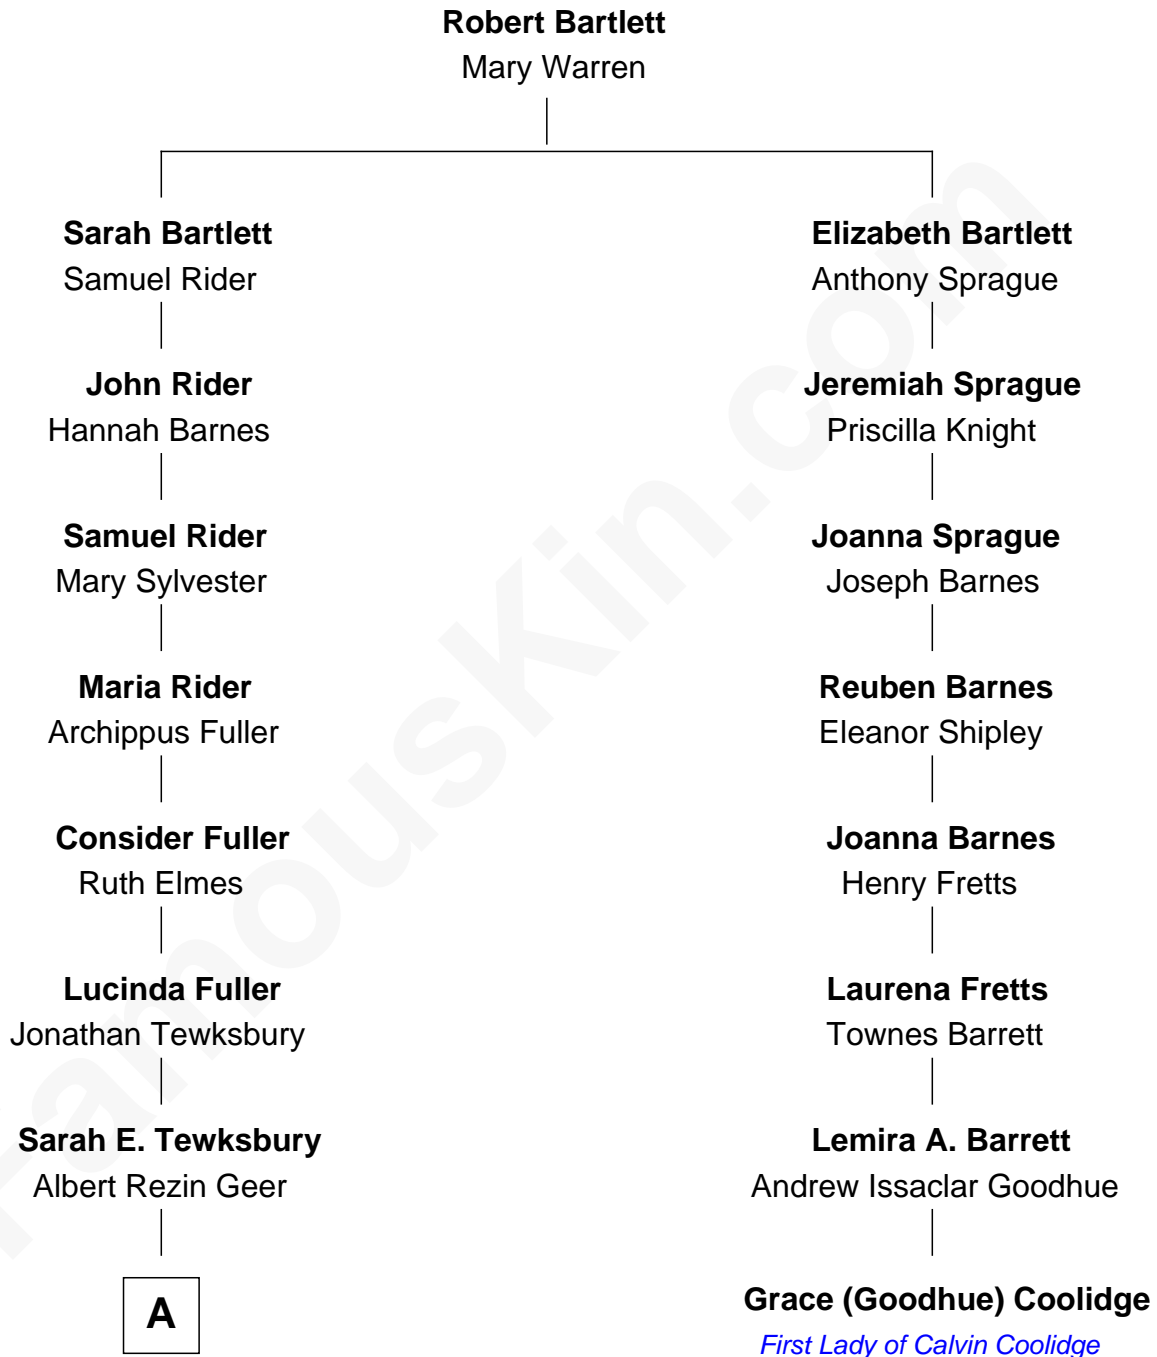 Robert Bartlett
Mary Warren
Sarah Bartlett
Samuel Rider
Elizabeth Bartlett
Anthony Sprague
John Rider
Hannah Barnes
Jeremiah Sprague
Priscilla Knight
Samuel Rider
Mary Sylvester
Joanna Sprague
Joseph Barnes
Maria Rider
Archippus Fuller
Reuben Barnes
Eleanor Shipley
Consider Fuller
Ruth Elmes
Joanna Barnes
Henry Fretts
Lucinda Fuller
Jonathan Tewksbury
Laurena Fretts
Townes Barrett
Sarah E. Tewksbury
Albert Rezin Geer
Lemira A. Barrett
Andrew Issaclar Goodhue
A
Grace (Goodhue) Coolidge
First Lady of Calvin Coolidge
FamousKin.com